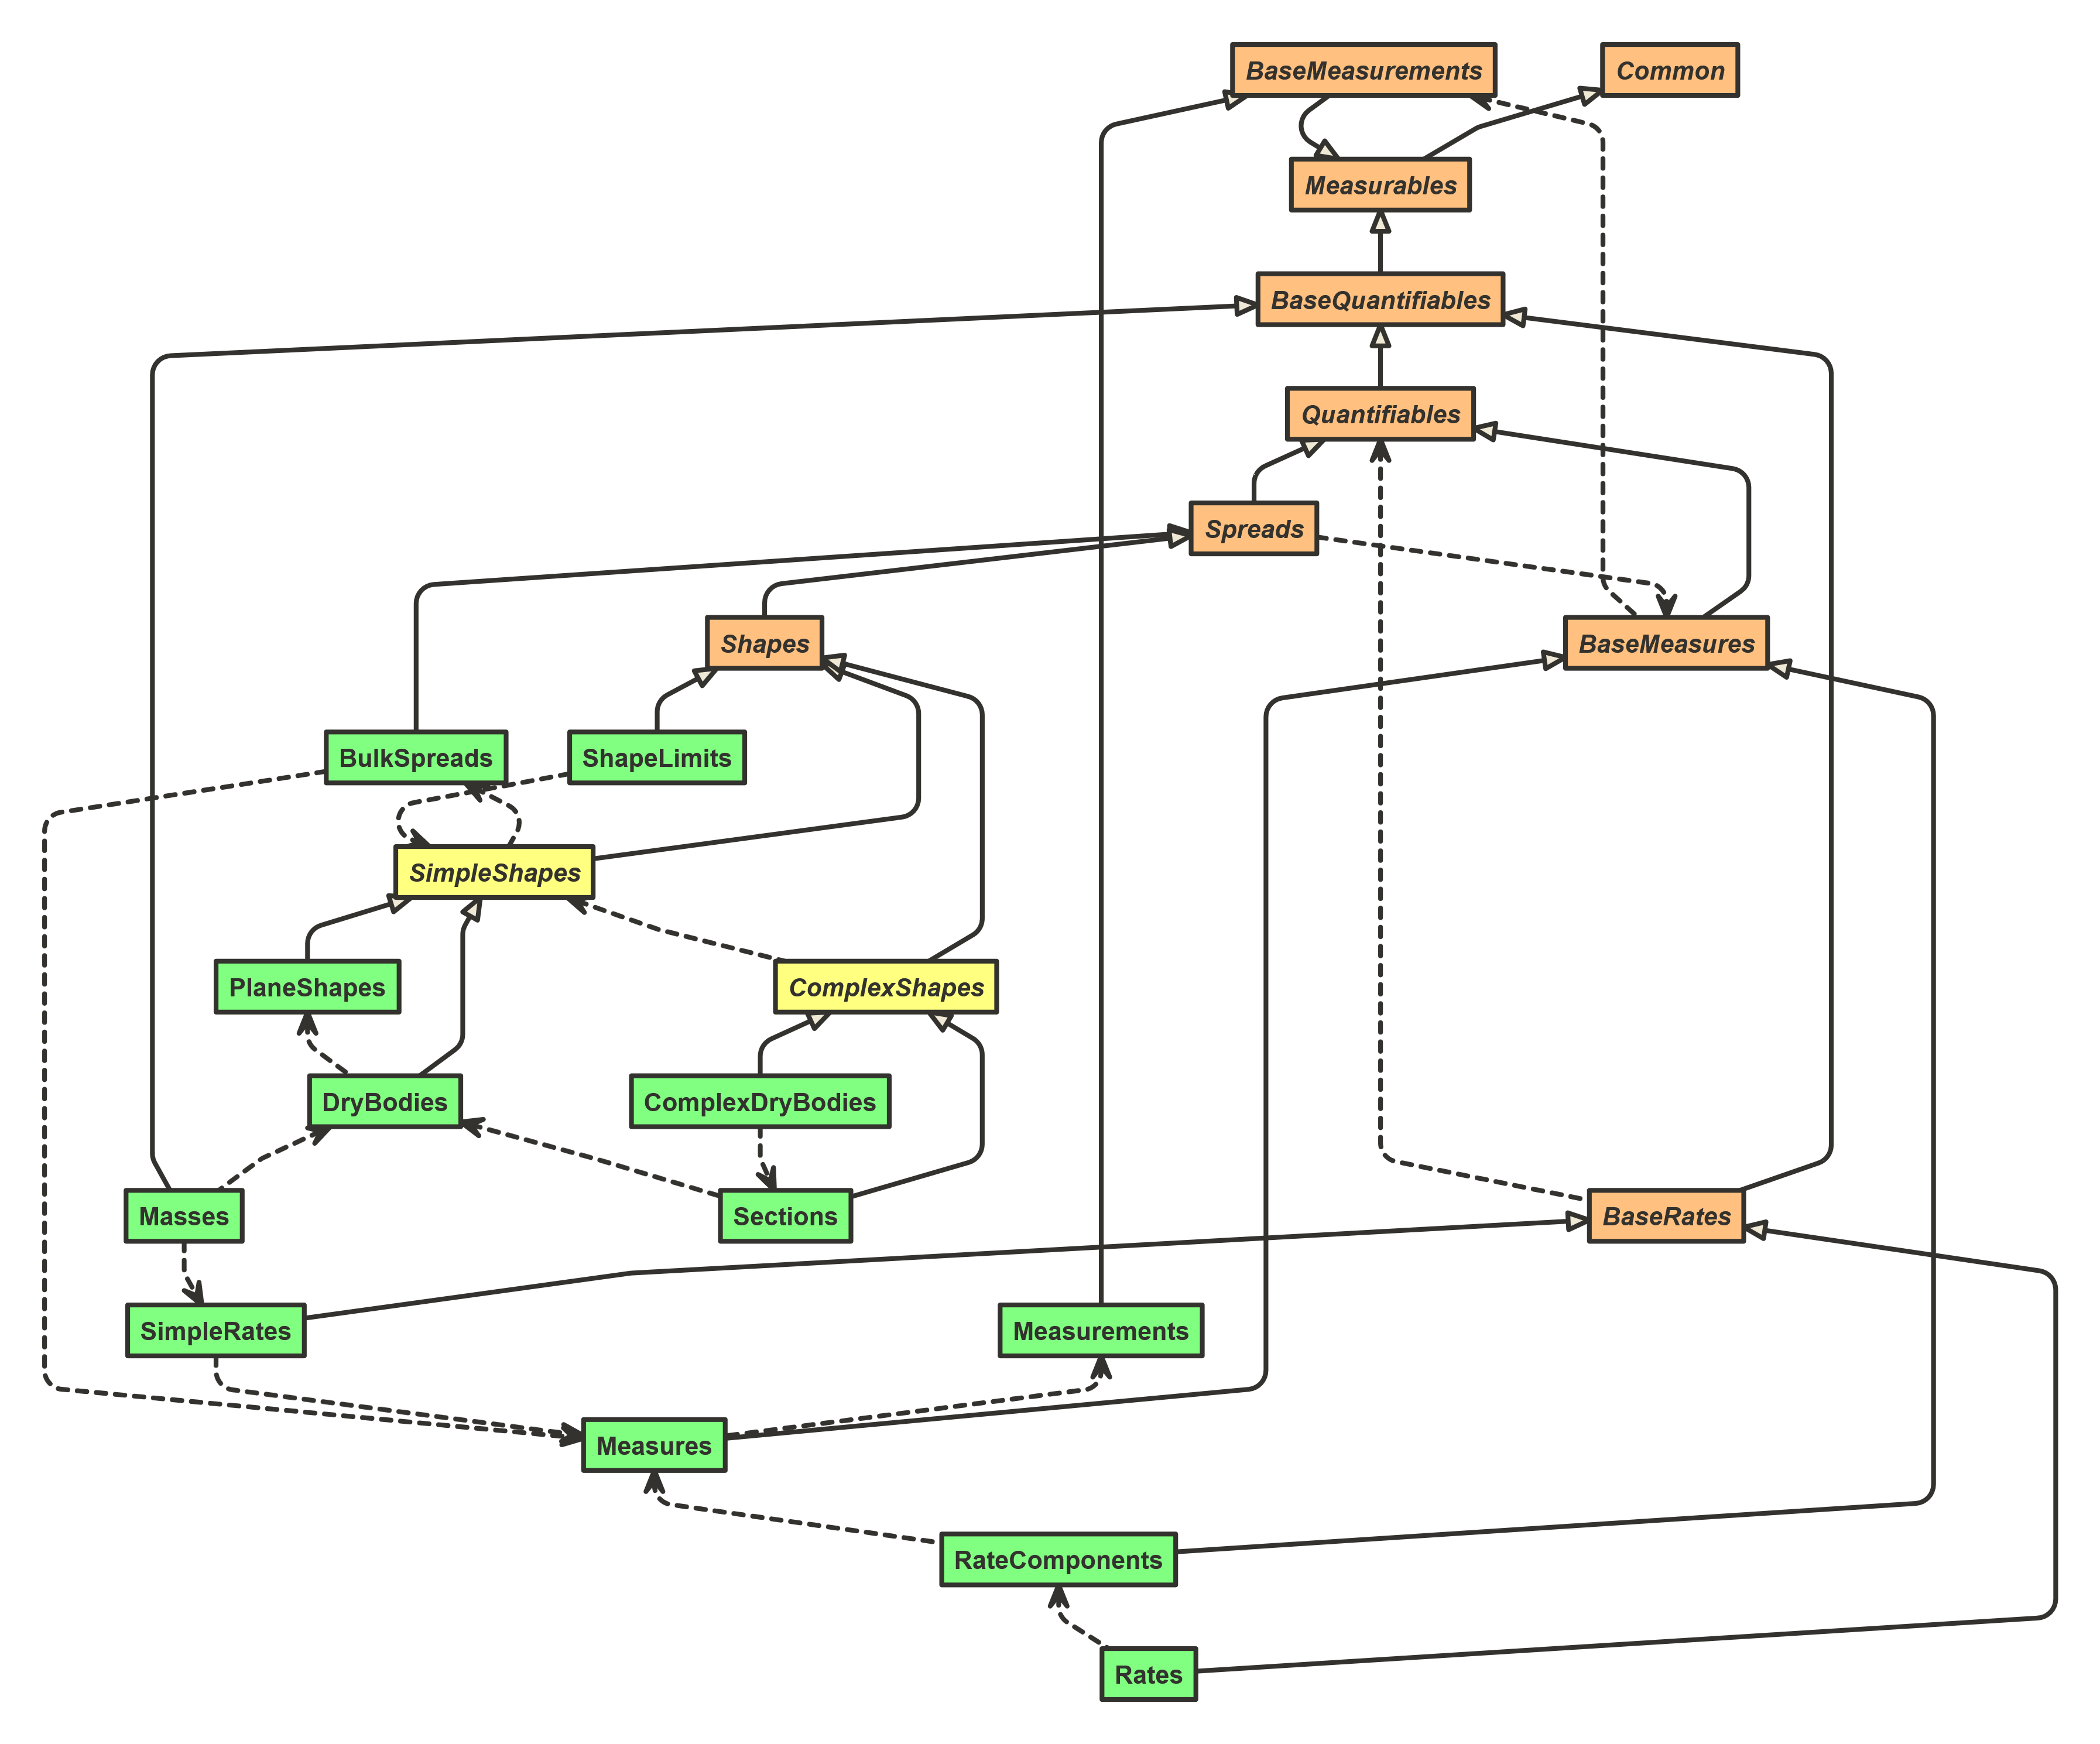 BaseMeasurements
Common
Measurables
BaseQuantifiables
Quantifiables
Spreads
Shapes
BaseMeasures
BulkSpreads
ShapeLimits
SimpleShapes
PlaneShapes
ComplexShapes
DryBodies
ComplexDryBodies
Masses
Sections
BaseRates
SimpleRates
Measurements
Measures
RateComponents
Rates